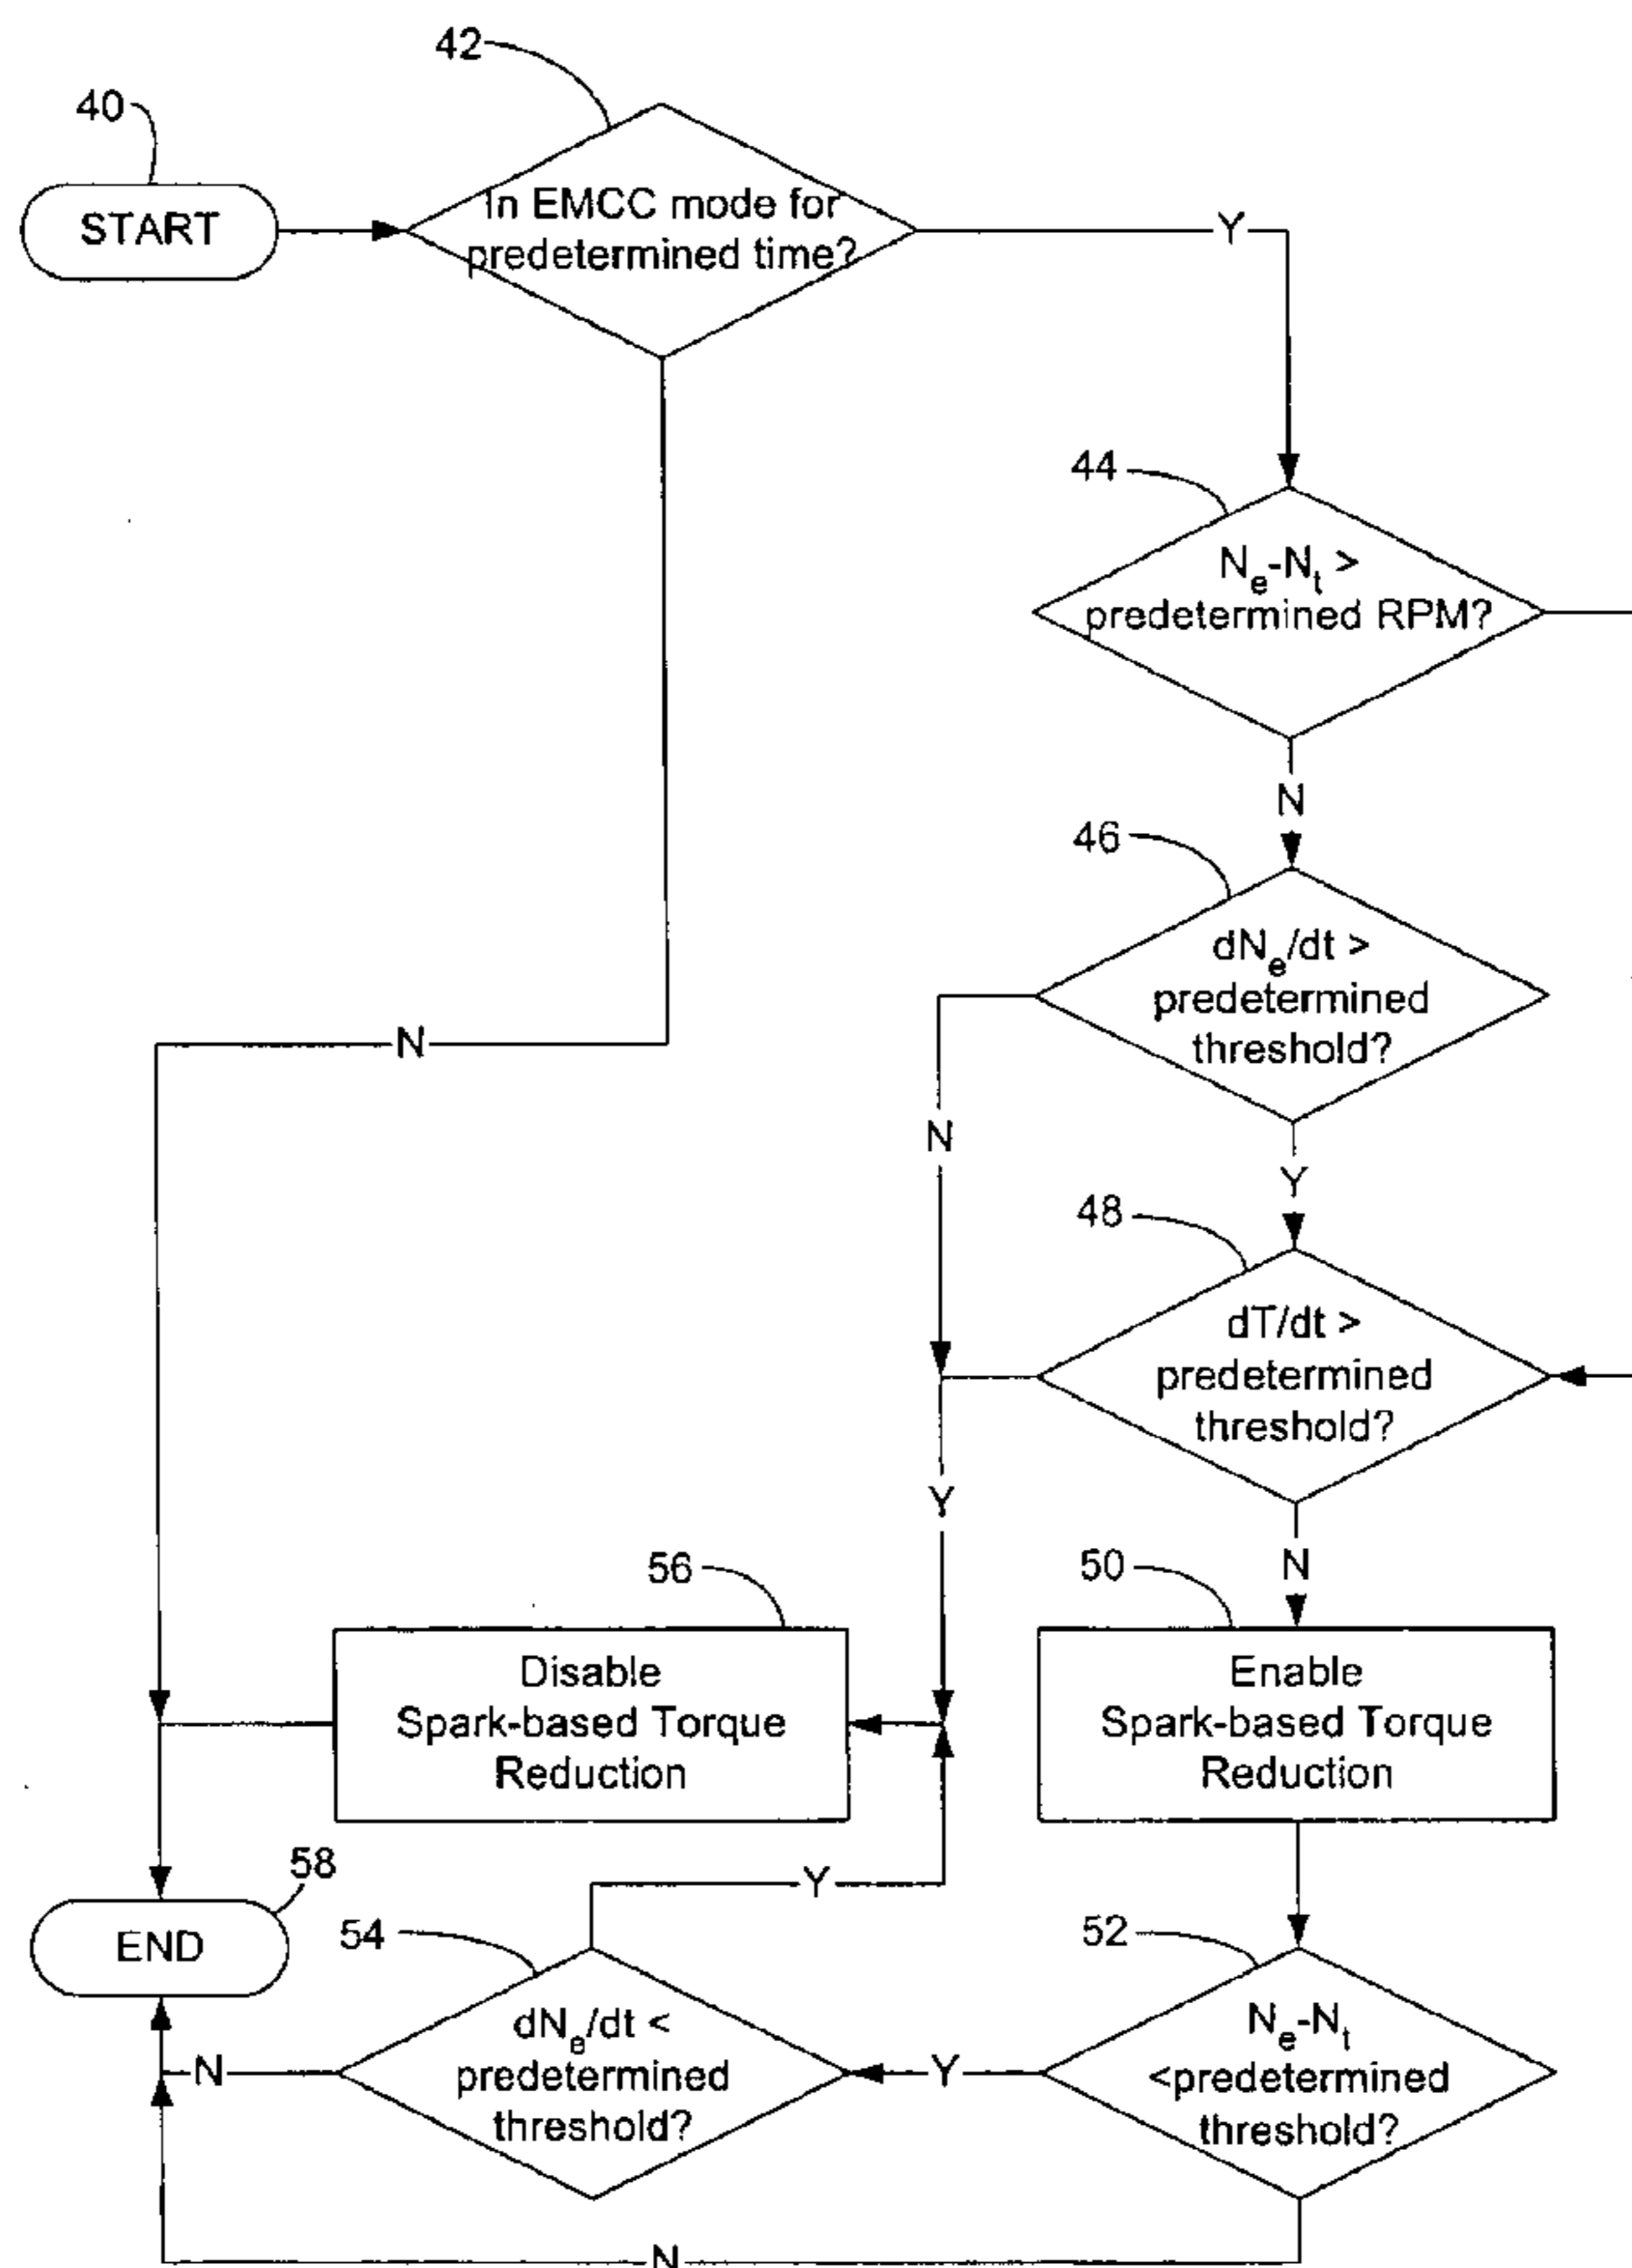 42
40
START
In EMCC mode for
predetermined time?
Y
44
Ne-Nt >
predetermined RPM?
N
46
dNe/dt >
predetermined
threshold?
N
N
Y
48
dT/dt >
predetermined
threshold?
Y
N
56
50
Disable
Spark-based Torque
Reduction
Enable
Spark-based Torque
Reduction
58
END
Y
54
52
dNe/dt <
predetermined
threshold?
N
Y
Ne-Nt
<predetermined
threshold?
N